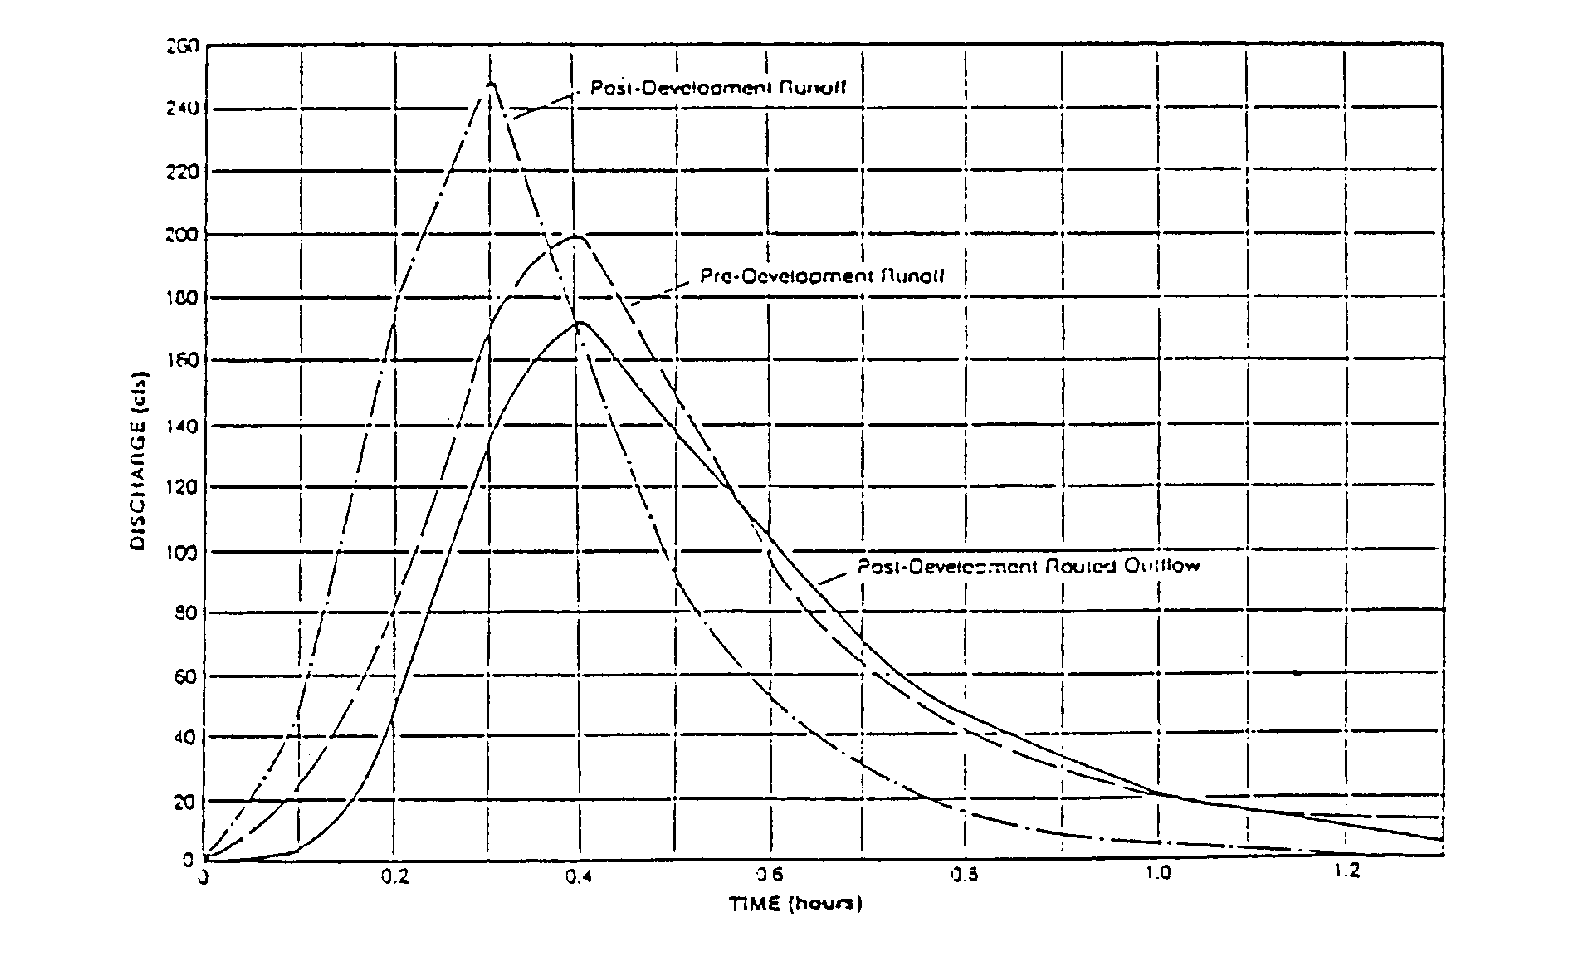 260
Post-Development Runoff
240
220
200
Pre-Development Runoff
180
160
140
120
100
Post-Development Routed Outflow
80
60
40
20
0
0 0.2 0.4 0.6 0.8 1.0 1.2
DISCHARGE (cfs)
TIME (hours)